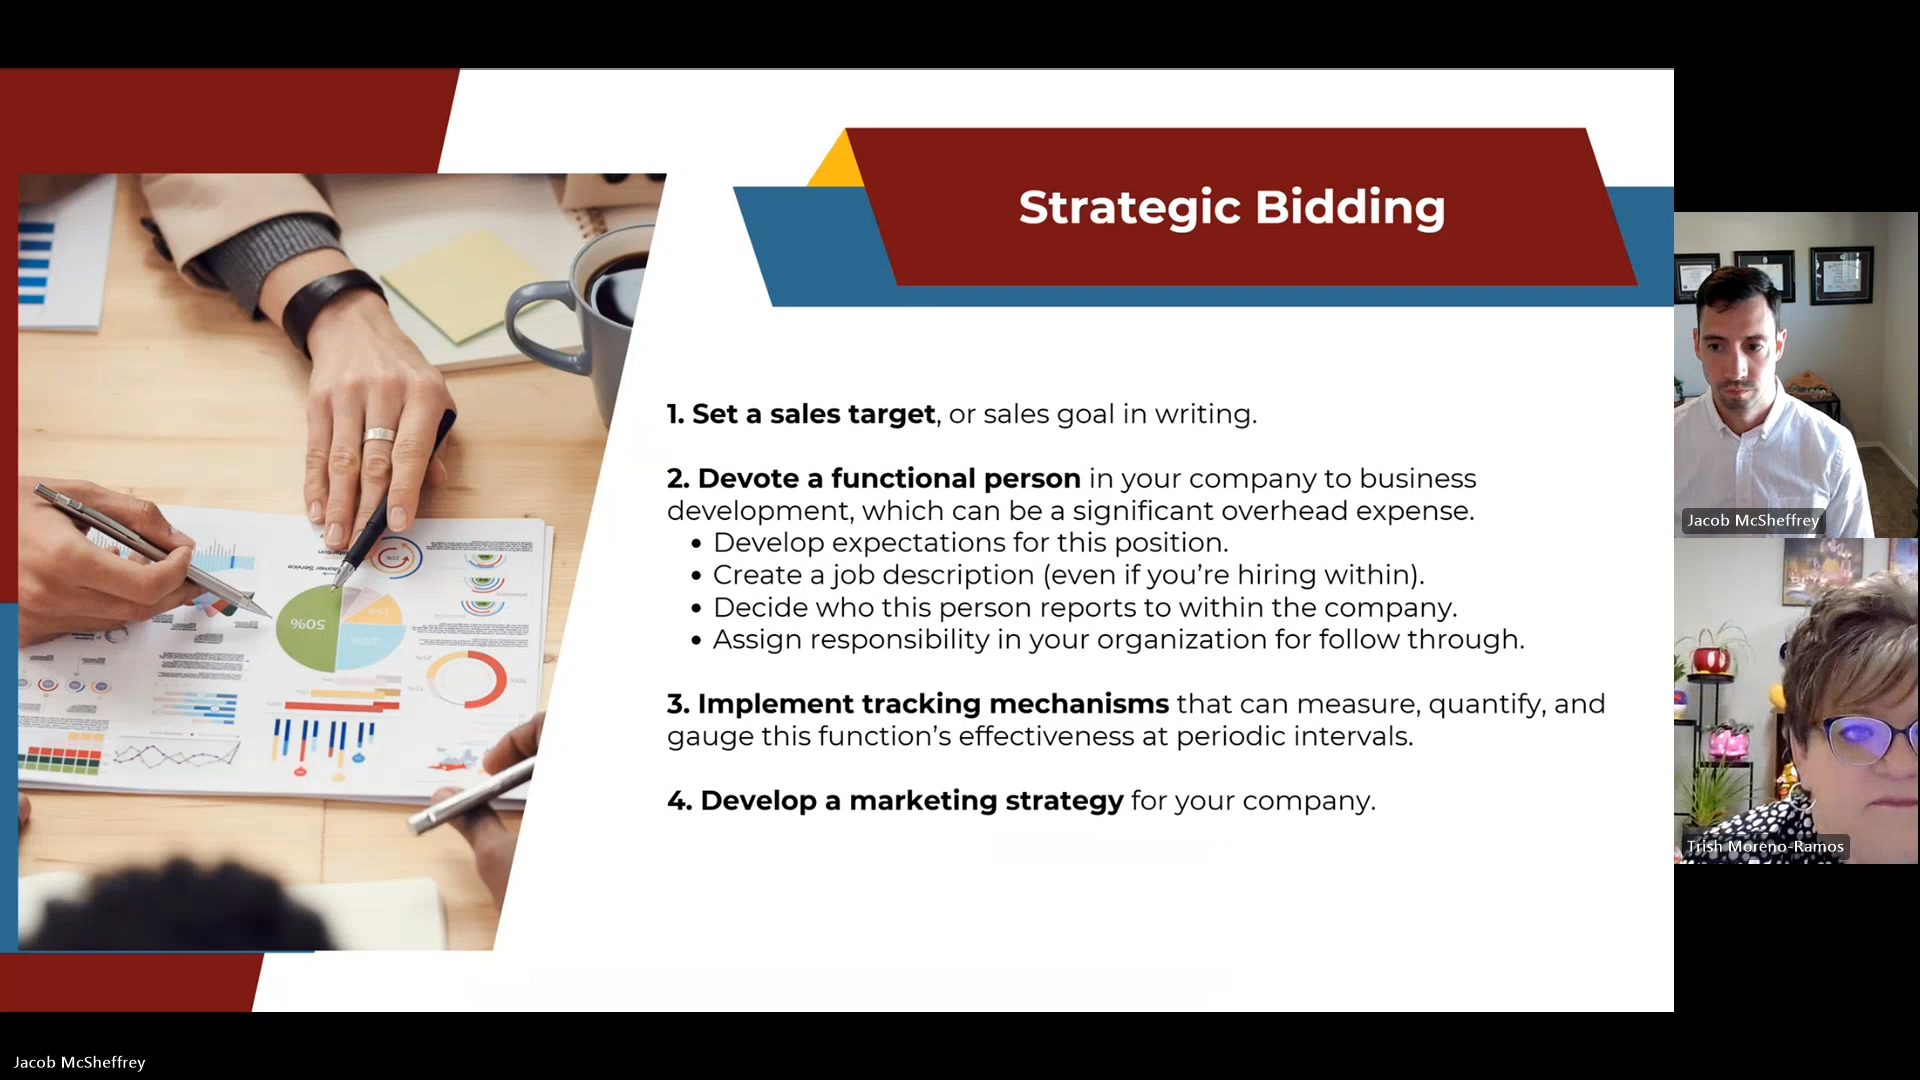 Strategic Bidding
1. Set a sales target, or sales goal in writing.
2. Devote a functional person in your company to business
development, which can be a significant overhead expense.
• Develop expectations for this position.
• Create a job description (even if you’re hiring within).
• Decide who this person reports to within the company.
• Assign responsibility in your organization for follow through.
3. Implement tracking mechanisms that can measure, quantify, and
gauge this function’s effectiveness at periodic intervals.
4. Develop a marketing strategy for your company.
50%
25%
Jacob McSheffrey
Trish Moreno-Ramos
Jacob McSheffrey